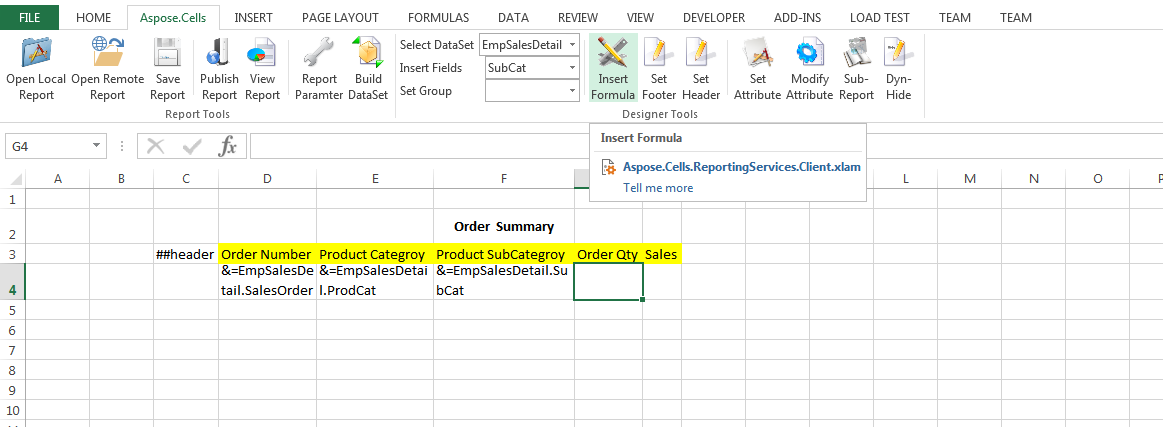 FILE HOME Aspose.Cells INSERT PAGE LAYOUT FORMULAS DATA REVIEW VIEW DEVELOPER ADD-INS LOAD TEST TEAM TEAM
Open Local Report
Open Remote Report
Save Report
Publish Report
View Report
Report Paramter
Build DataSet
Select DataSet EmpSalesDetail
Insert Fields SubCat
Set Group
Insert Formula
Set Footer
Set Header
Set Attribute
Modify Attribute
Sub-Report
Dyn-Hide
Report Tools
Designer Tools
G4 fx
Insert Formula
Aspose.Cells.ReportingServices.Client.xlam
Tell me more
A B C D E F L M N O P
1
2 Order Summary
3 ##header Order Number Product Categroy Product SubCategroy Order Qty Sales
&=EmpSalesDe &=EmpSalesDetai &=EmpSalesDetail.Su
4 tail.SalesOrder l.ProdCat bCat
5
6
7
8
9
10